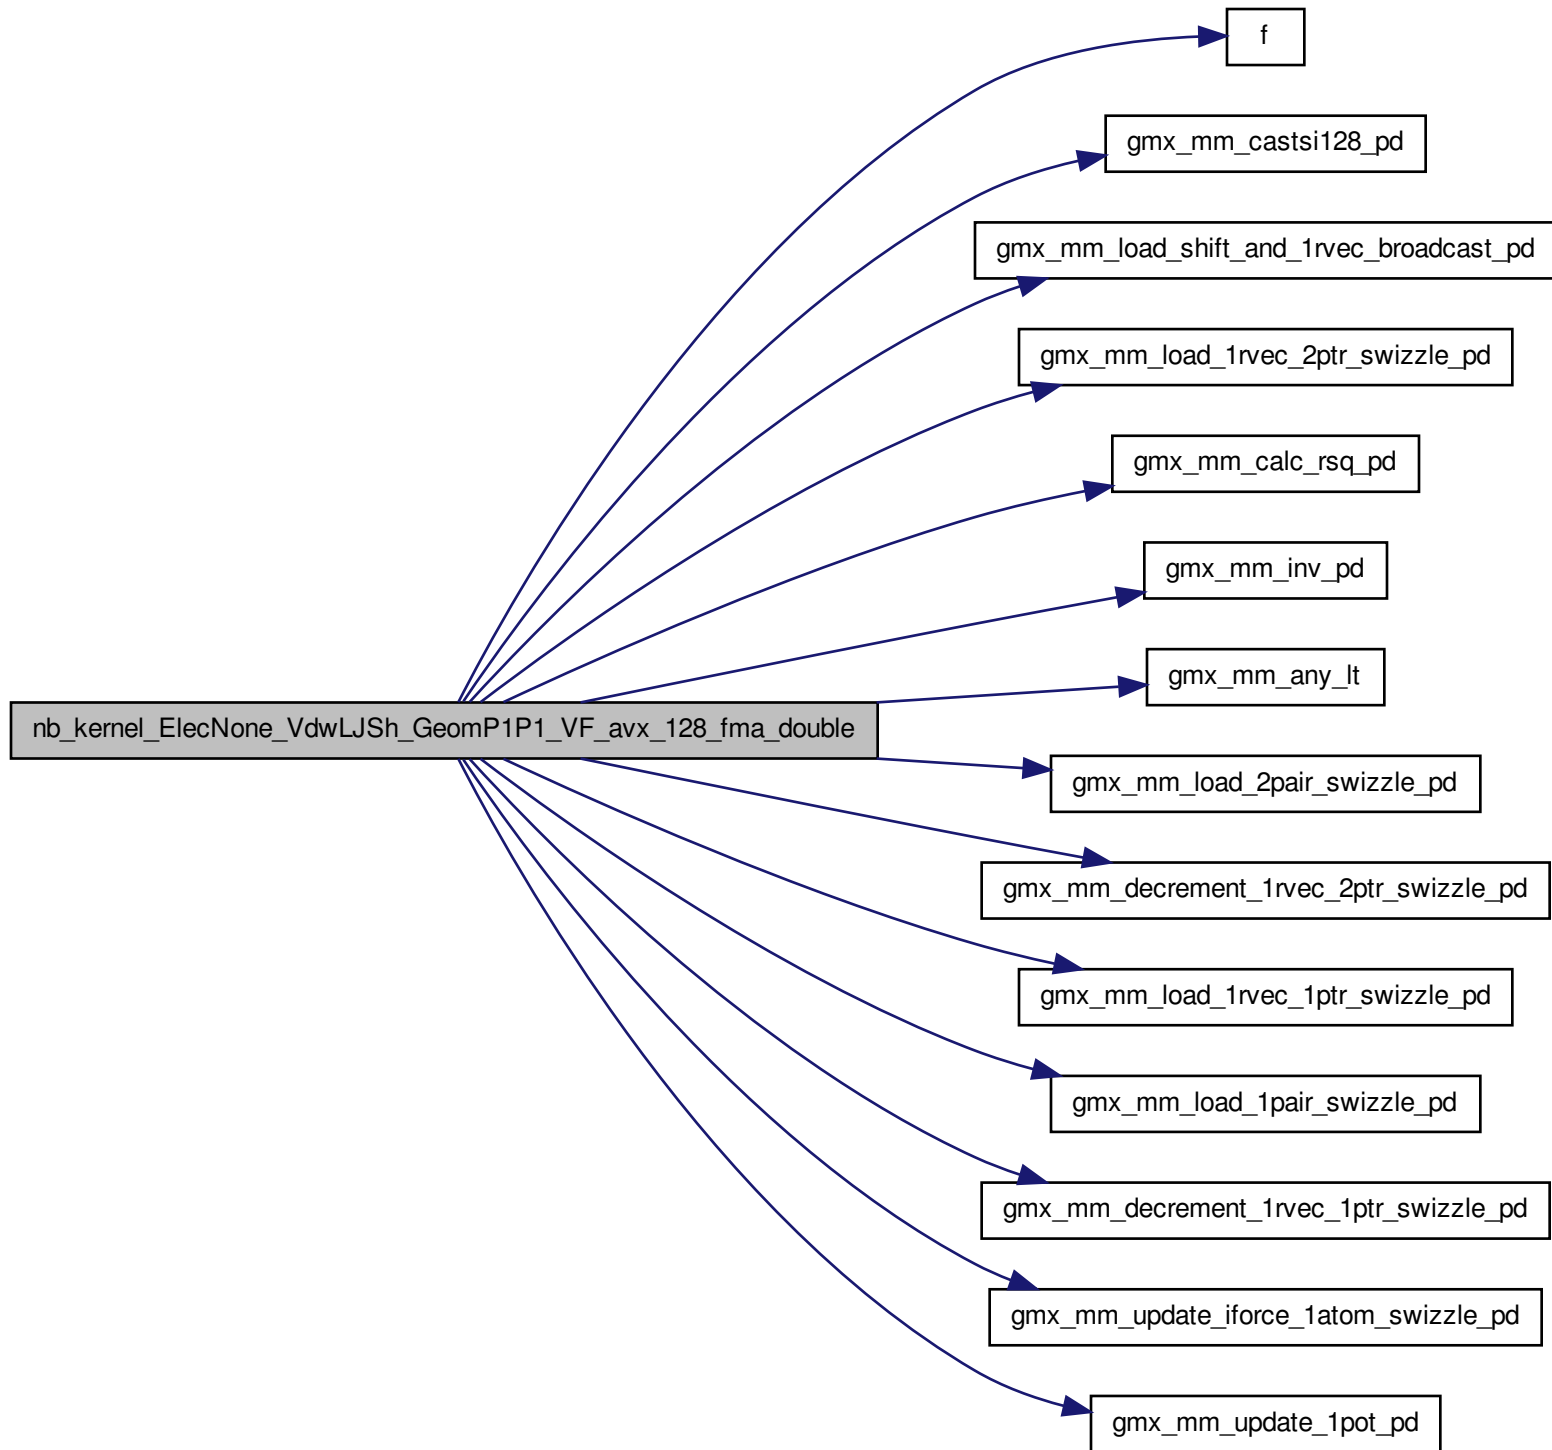 f
gmx_mm_castsi128_pd
gmx_mm_load_shift_and_1rvec_broadcast_pd
gmx_mm_load_1rvec_2ptr_swizzle_pd
gmx_mm_calc_rsq_pd
gmx_mm_inv_pd
gmx_mm_any_lt
nb_kernel_ElecNone_VdwLJSh_GeomP1P1_VF_avx_128_fma_double
gmx_mm_load_2pair_swizzle_pd
gmx_mm_decrement_1rvec_2ptr_swizzle_pd
gmx_mm_load_1rvec_1ptr_swizzle_pd
gmx_mm_load_1pair_swizzle_pd
gmx_mm_decrement_1rvec_1ptr_swizzle_pd
gmx_mm_update_iforce_1atom_swizzle_pd
gmx_mm_update_1pot_pd